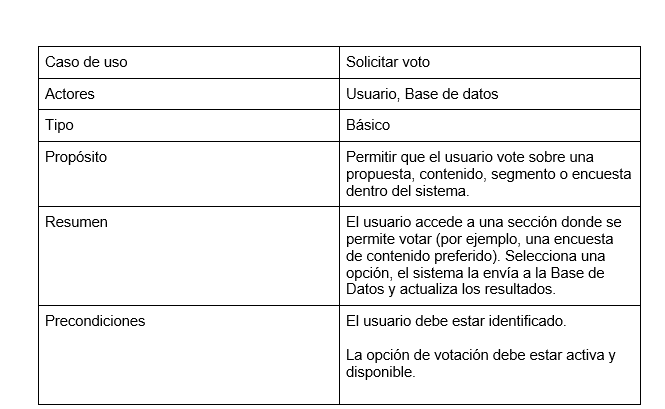 Caso de uso
Solicitar voto
Actores
Usuario, Base de datos
Tipo
Básico
Propósito
Permitir que el usuario vote sobre una
propuesta, contenido, segmento o encuesta
dentro del sistema.
Resumen
El usuario accede a una sección donde se
permite votar (por ejemplo, una encuesta
de contenido preferido). Selecciona una
opción, el sistema la envía a la Base de
Datos y actualiza los resultados.
Precondiciones
El usuario debe estar identificado.
La opción de votación debe estar activa y
disponible.